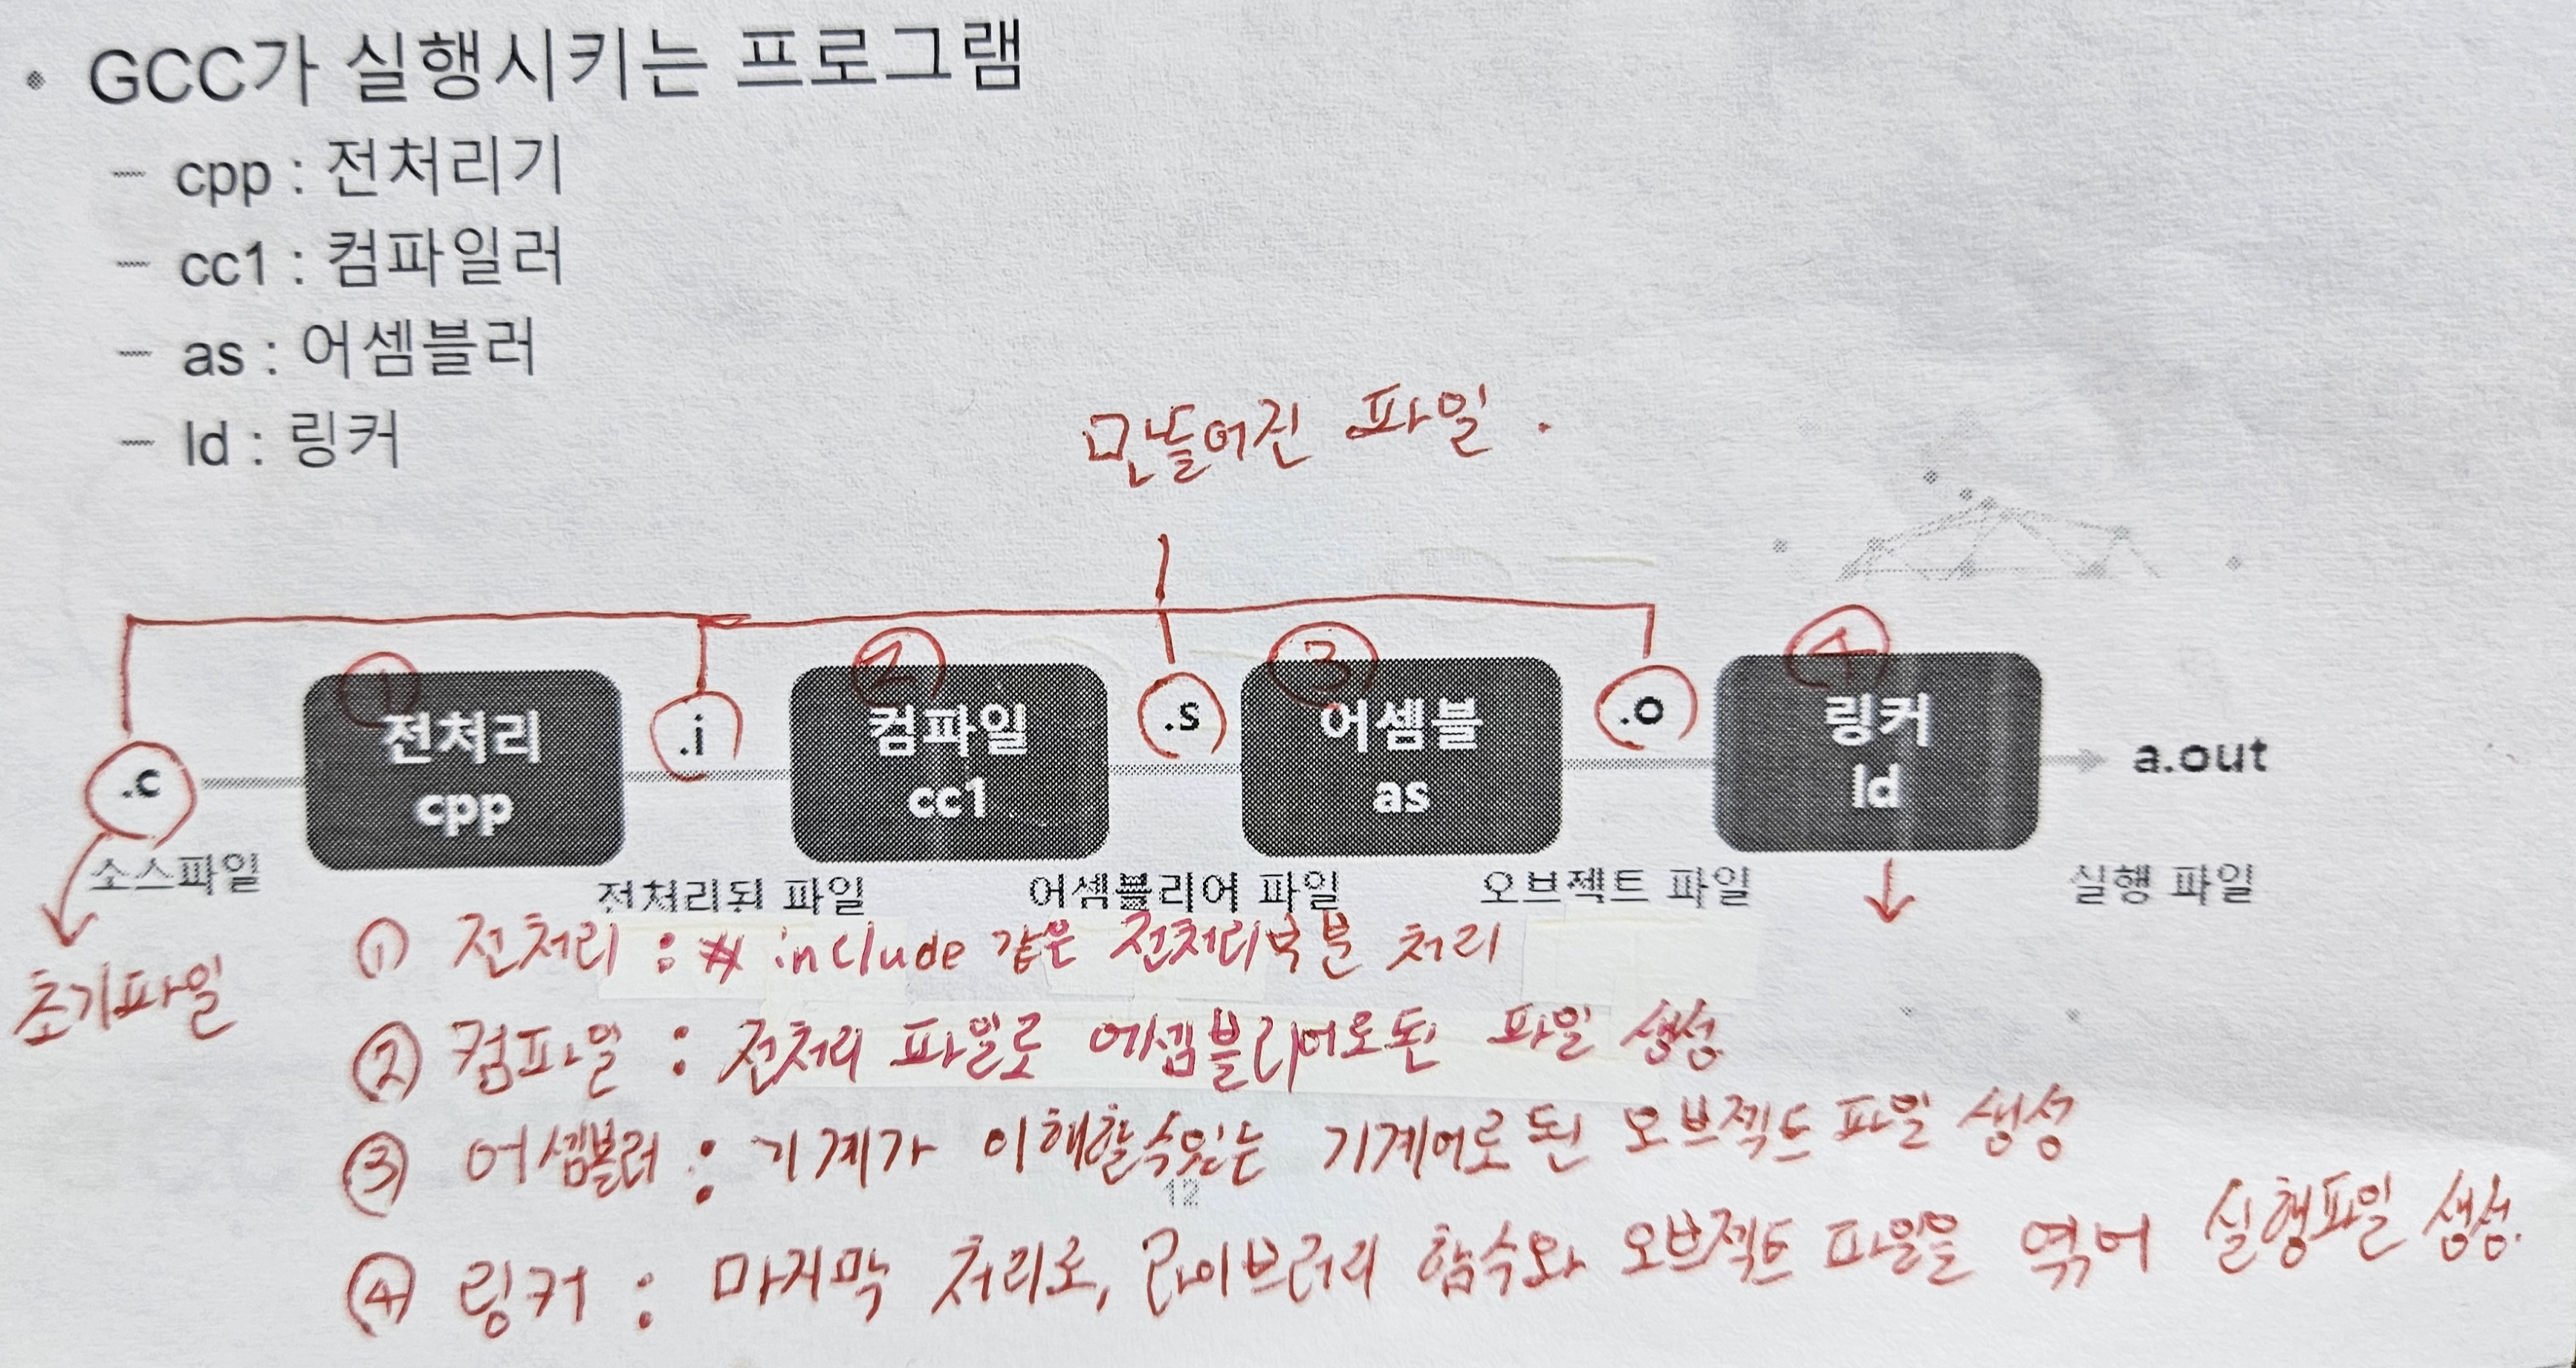 • GCC가 실행시키는 프로그램
– cpp : 전처리기
– cc1 : 컴파일러
– as : 어셈블러
– ld : 링커
만들어진 파일.
① ② ③ ④
.c 전처리 .i 컴파일 .s 어셈블 .o 링커 a.out
cpp cc1 as ld
소스파일 전처리된 파일 어셈블리어 파일 오브젝트 파일 실행 파일
초기파일
① 전처리 : # include 같은 전처리부분 처리
② 컴파일 : 전처리 파일로 어셈블리어로된 파일 생성
③ 어셈블러 : 기계가 이해할수있는 기계어로 된 오브젝트 파일 생성
12
④ 링커 : 마지막 처리로, 라이브러리 함수와 오브젝트 파일을 엮어 실행파일 생성.